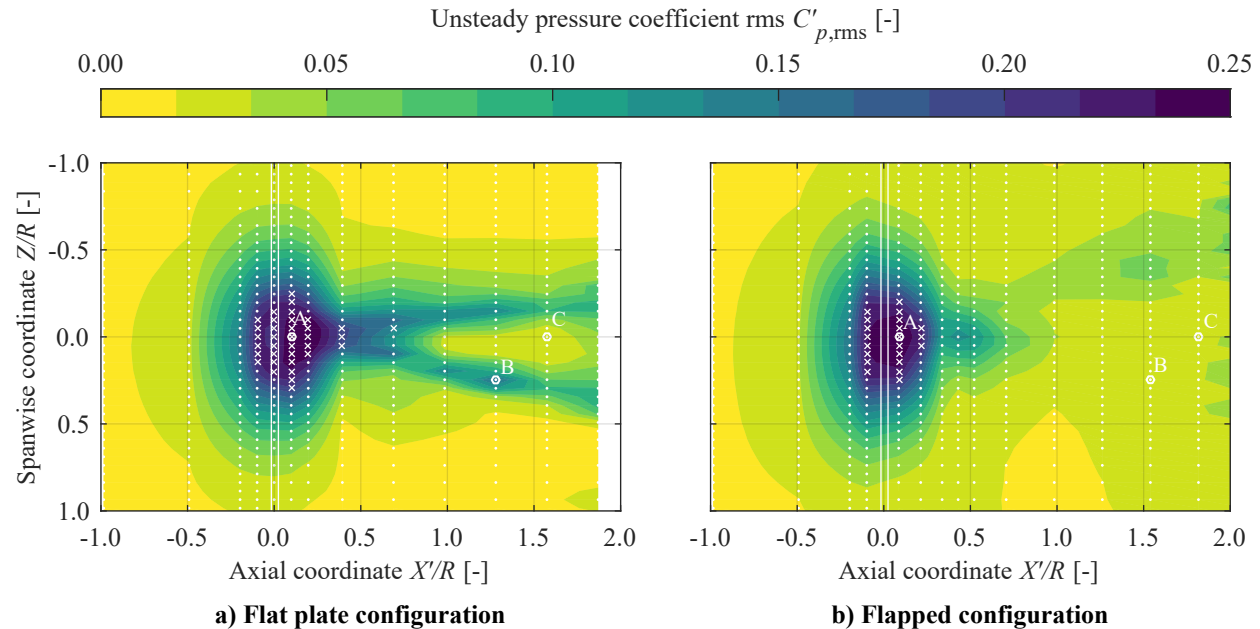 Unsteady pressure coefficient rms C′p,rms [-]
0.00 0.05 0.10 0.15 0.20 0.25
Spanwise coordinate Z/R [-]
-1.0
-0.5
0.0
0.5
1.0
A
B
C
-1.0 -0.5 0.0 0.5 1.0 1.5 2.0
Axial coordinate X′/R [-]
a) Flat plate configuration
A
B
C
-1.0 -0.5 0.0 0.5 1.0 1.5 2.0
Axial coordinate X′/R [-]
b) Flapped configuration